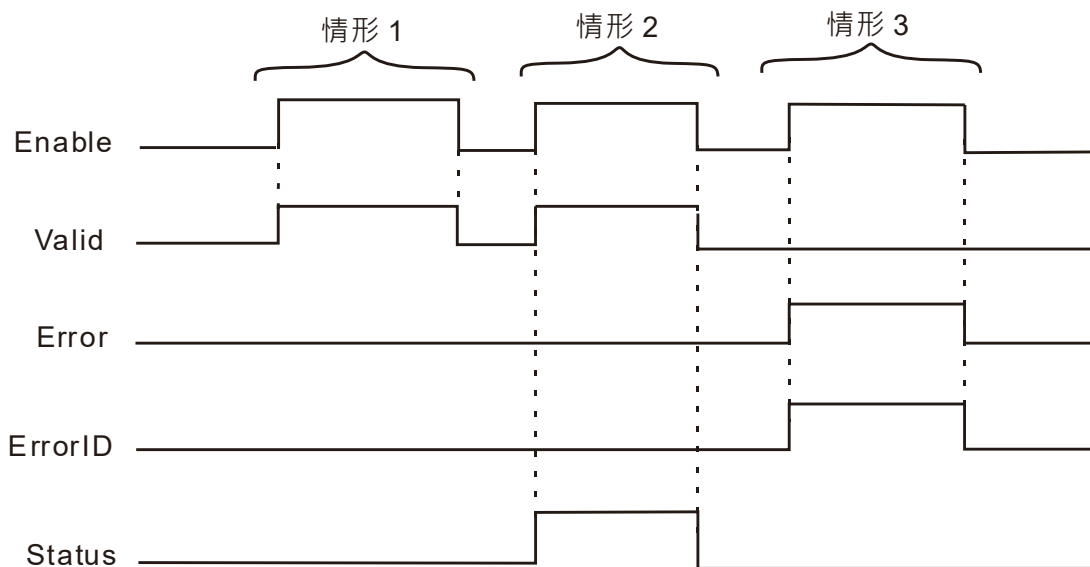 情形 1
情形 2
情形 3
Enable
Valid
Error
ErrorID
Status